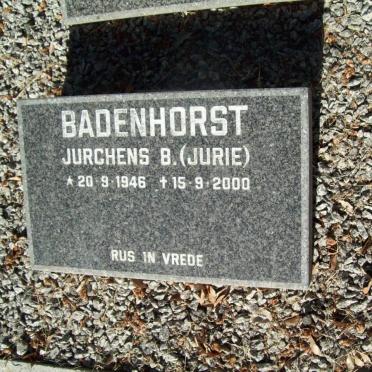 BADENHORST
JURCHENS B. (JURIE)
★ 20·9·1946 ✝ 15·9·2000
RUS IN VREDE